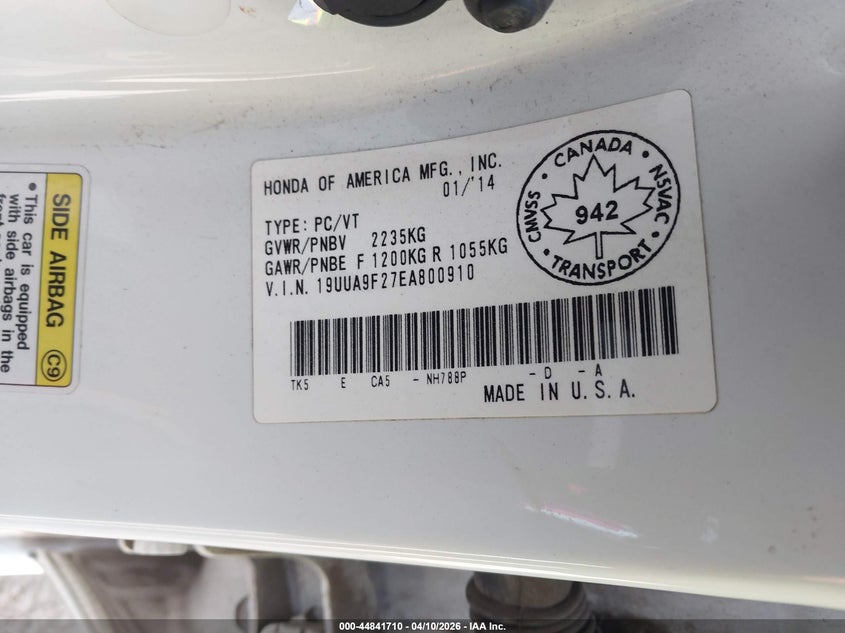 HONDA OF AMERICA MFG., INC.
01/'14
TYPE: PC/VT
GVWR/PNBV 2235KG
GAWR/PNBE F 1200KG R 1055KG
V.I.N. 19UUA9F27EA800910
TK5 E CA5 - NH788P - D - A
MADE IN U.S.A.
CANADA • NSVAC • TRANSPORT • CMVSS •
942
SIDE AIRBAG C9
• This car is equipped
with side airbags in the
000-44841710 - 04/10/2026 - IAA Inc.